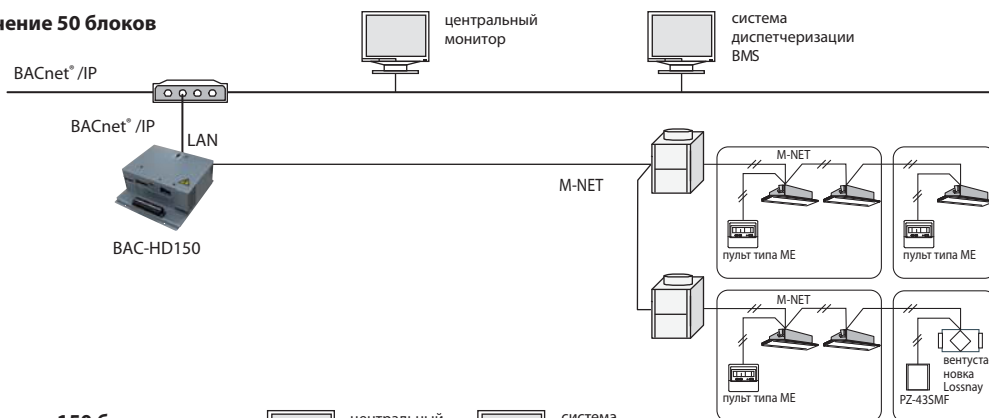 чение 50 блоков
BACnet® /IP
центральный
монитор
система
диспетчеризации
BMS
BACnet® /IP
LAN
BAC-HD150
M-NET
M-NET
пульт типа ME
пульт типа ME
M-NET
пульт типа ME
вентуста
новка
Lossnay
PZ-43SMF
150 б
центральный
система